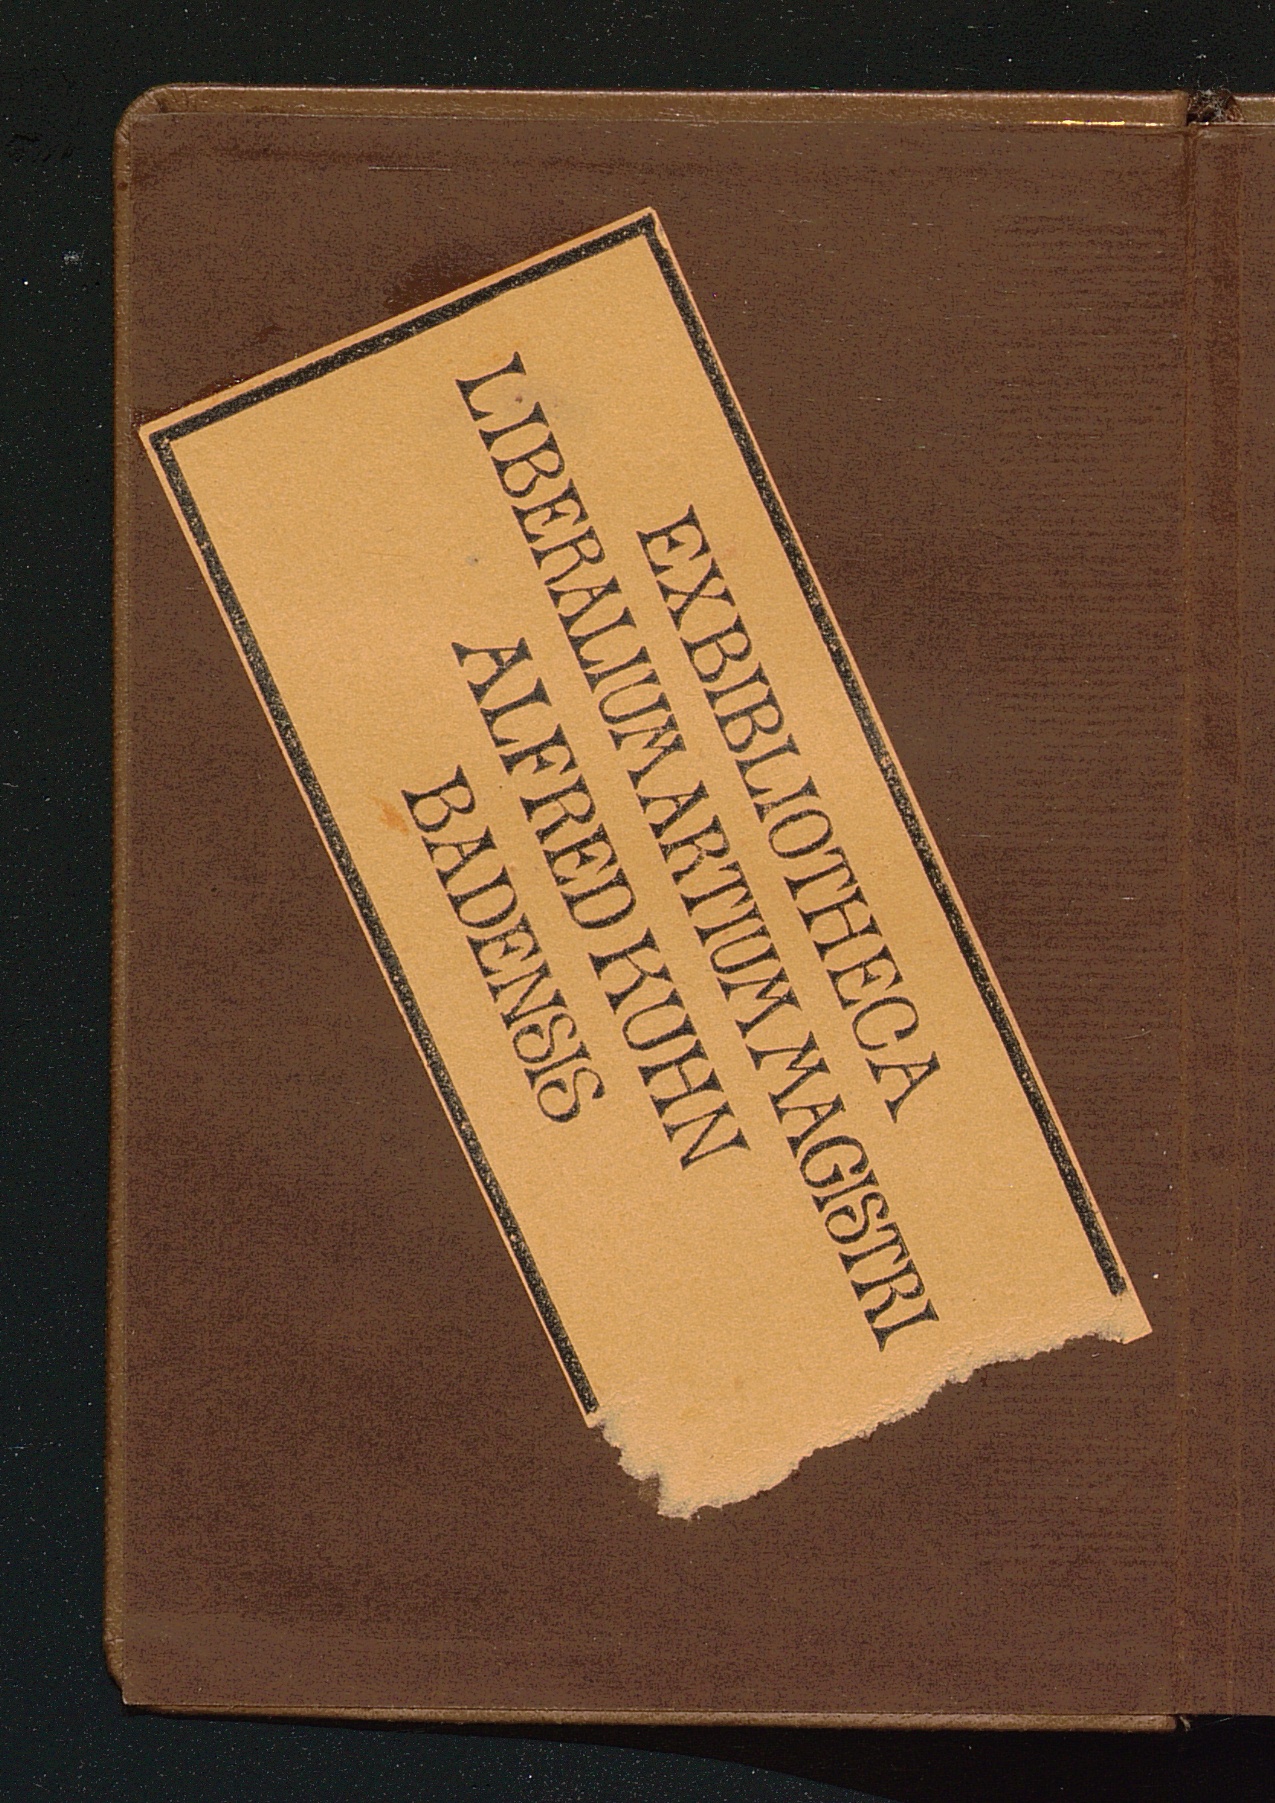 EX BIBLIOTHECA
LIBERALIUM ARTIUM MAGISTRI
ALFRED KUHN
BADENSIS